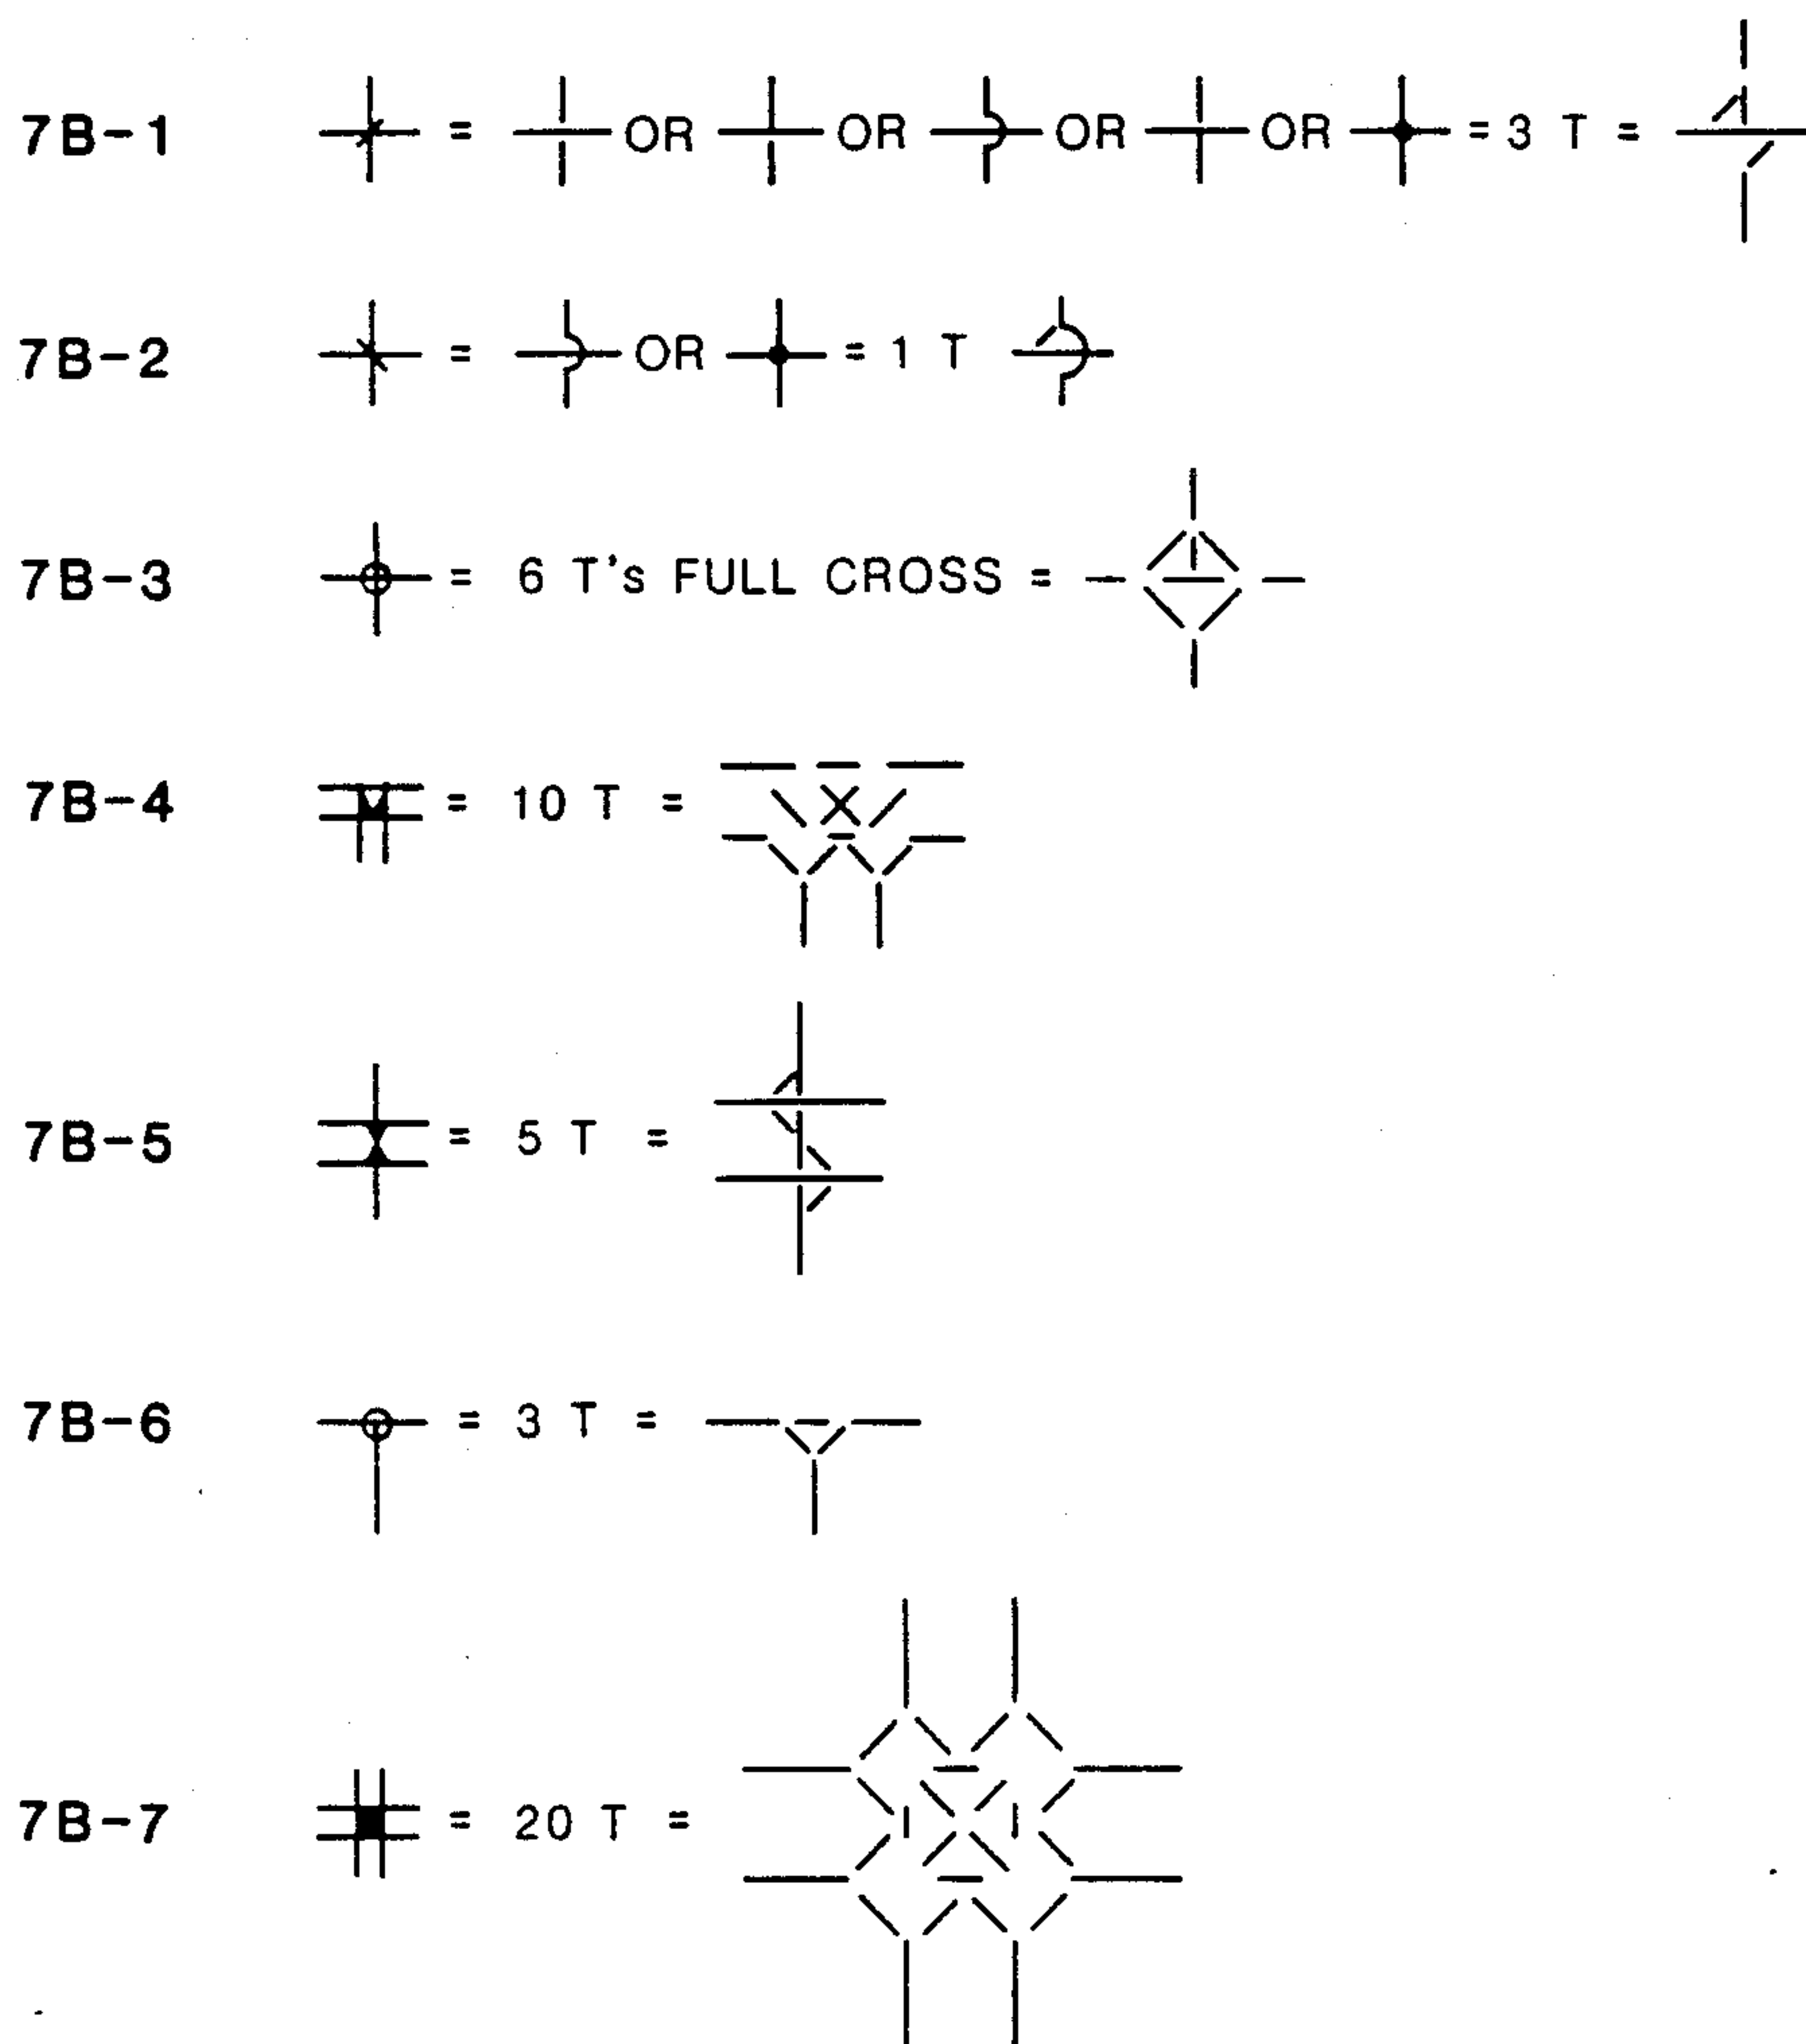 7B-1 = OR OR OR OR = 3 T =
7B-2 = OR = 1 T
7B-3 = 6 T's FULL CROSS =
7B-4 = 10 T =
7B-5 = 5 T =
7B-6 = 3 T =
7B-7 = 20 T =